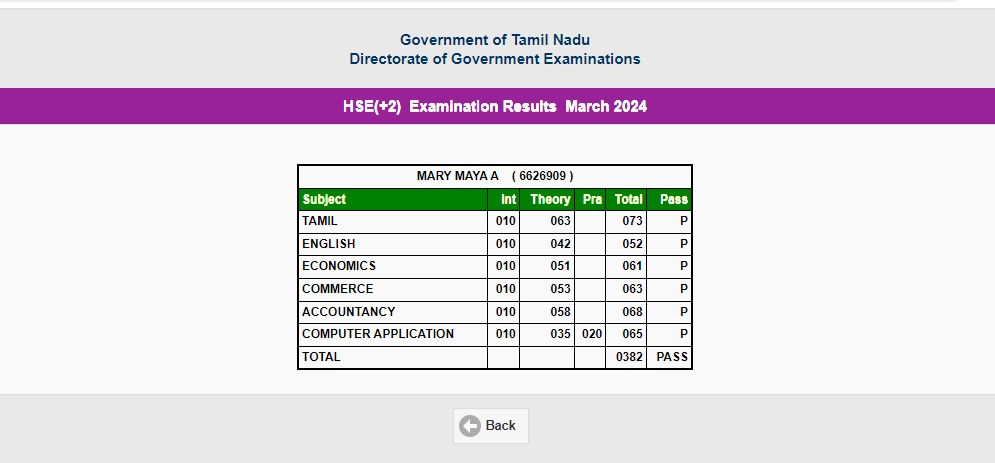 Government of Tamil Nadu
Directorate of Government Examinations
HSE(+2) Examination Results March 2024
MARY MAYA A ( 6626909 )
Subject Int Theory Pra Total Pass
TAMIL 010 063 073 P
ENGLISH 010 042 052 P
ECONOMICS 010 051 061 P
COMMERCE 010 053 063 P
ACCOUNTANCY 010 058 068 P
COMPUTER APPLICATION 010 035 020 065 P
TOTAL 0382 PASS
Back